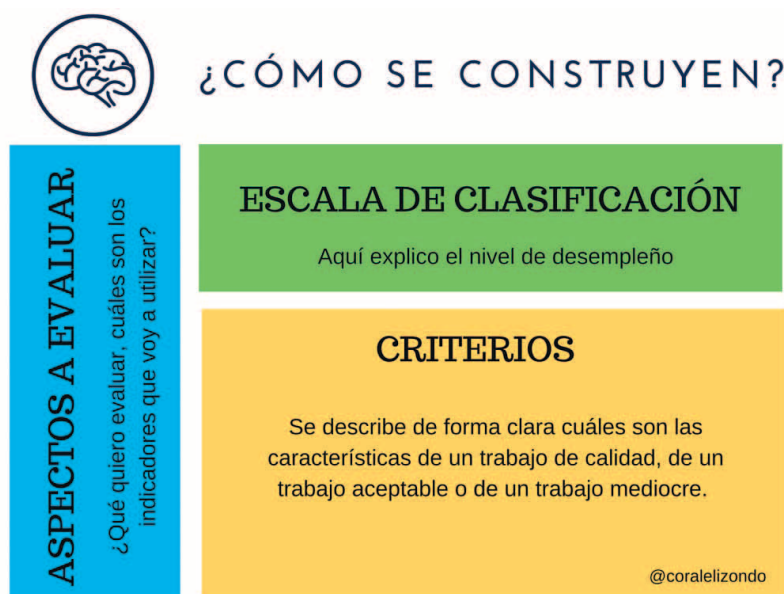 ¿CÓMO SE CONSTRUYEN?
ASPECTOS A EVALUAR
¿Qué quiero evaluar, cuáles son los
indicadores que voy a utilizar?
ESCALA DE CLASIFICACIÓN
Aquí explico el nivel de desempleño
CRITERIOS
Se describe de forma clara cuáles son las
características de un trabajo de calidad, de un
trabajo aceptable o de un trabajo mediocre.
@coralelizondo